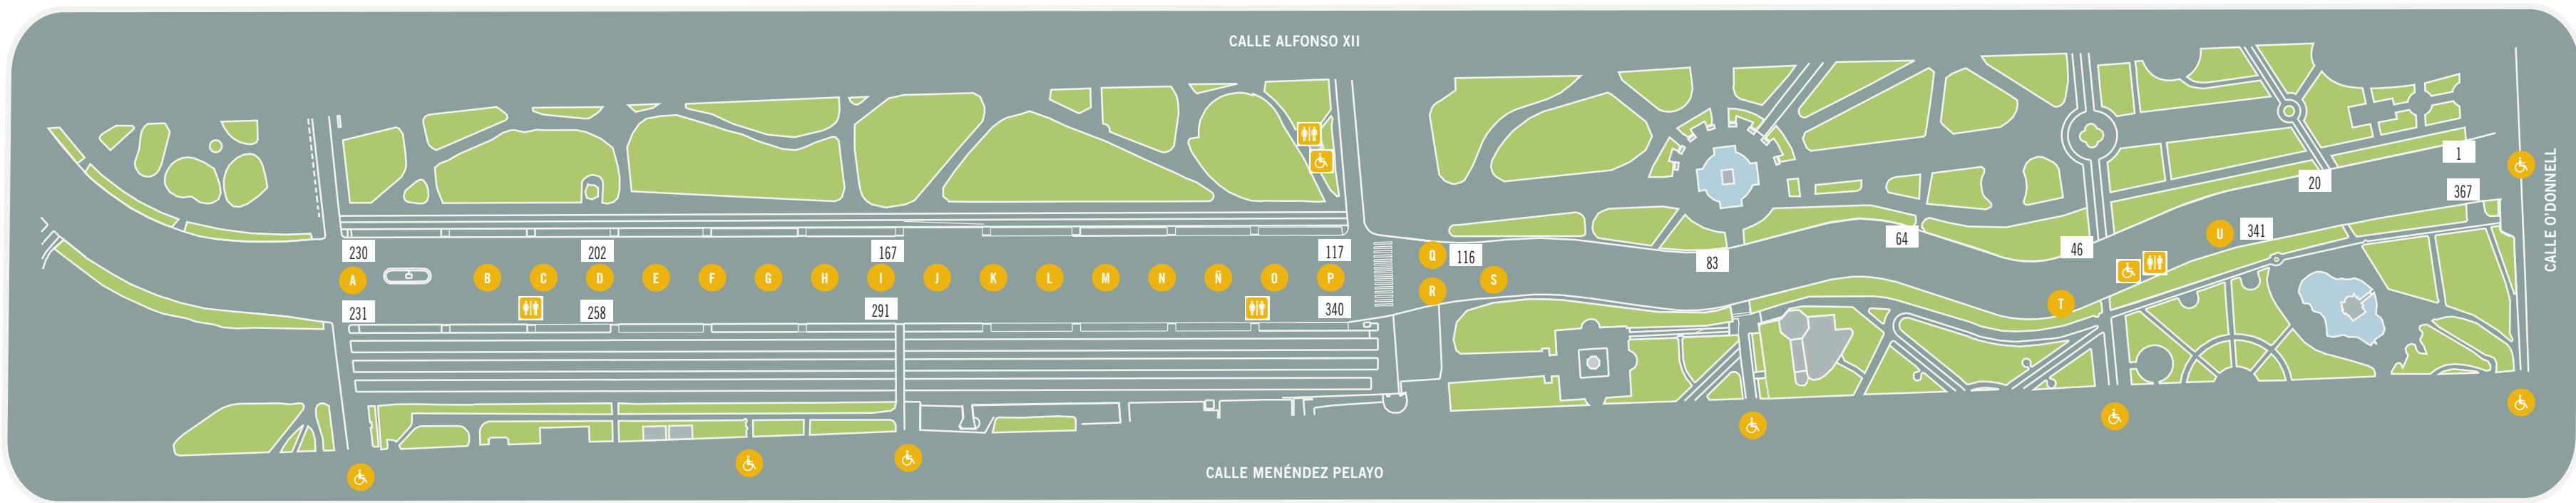 CALLE ALFONSO XII
1
20
367
CALLE O'DONNELL
64
46
U
341
230
202
167
117
Q
116
83
A
B
C
D
E
F
G
H
I
J
K
L
M
N
Ñ
O
P
R
S
T
231
258
291
340
CALLE MENÉNDEZ PELAYO